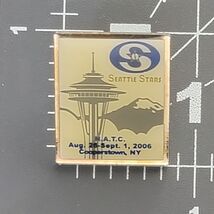 S
SEATTLE STARS
N.A.T.C.
Aug. 26-Sept. 1, 2006
Cooperstown, NY